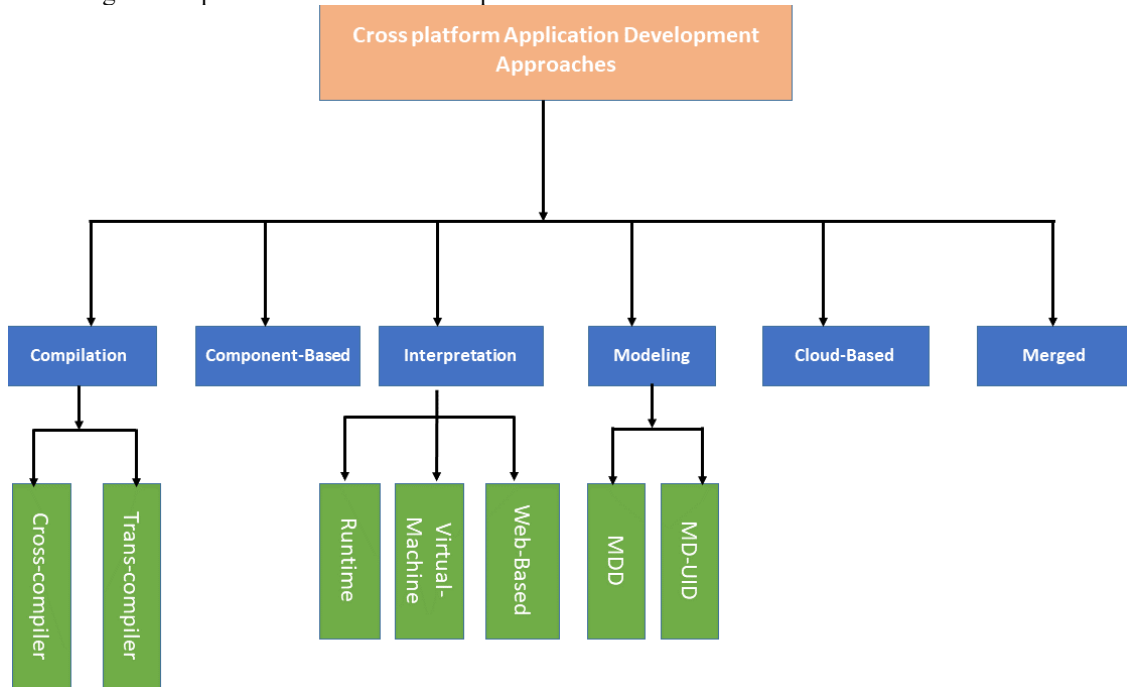 Cross platform Application Development
Approaches
Compilation
Component-Based
Interpretation
Modeling
Cloud-Based
Merged
Cross-compiler
Trans-compiler
Runtime
Virtual-
Machine
Web-Based
MDD
MD-UID